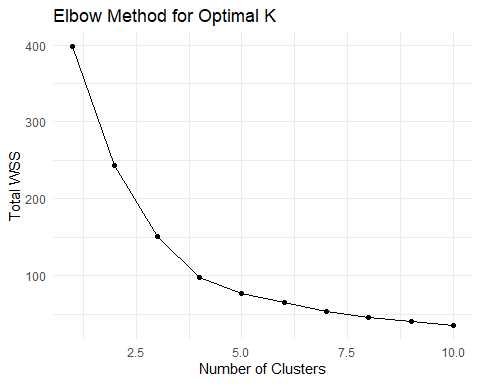 Elbow Method for Optimal K
Total WSS
400
300
200
100
2.5 5.0 7.5 10.0
Number of Clusters